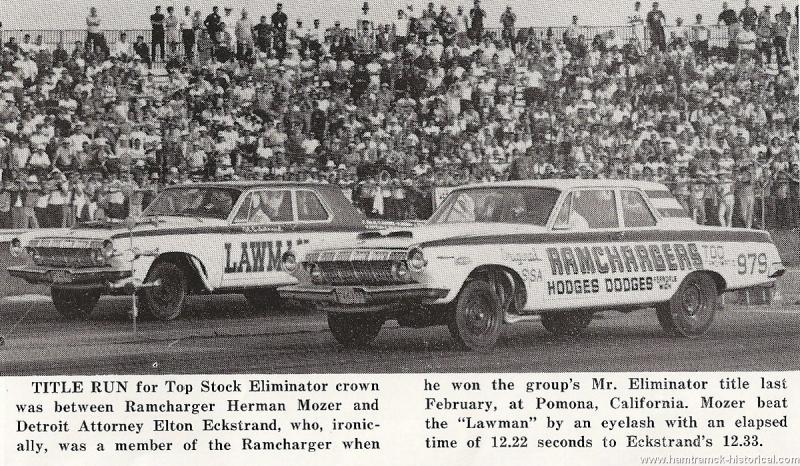 LAWMAN
RAMCHARGERS
TOO
979
S/SA
HODGES DODGES
TITLE RUN for Top Stock Eliminator crown
was between Ramcharger Herman Mozer and
Detroit Attorney Elton Eckstrand, who, ironic-
ally, was a member of the Ramcharger when
he won the group's Mr. Eliminator title last
February, at Pomona, California. Mozer beat
the "Lawman" by an eyelash with an elapsed
time of 12.22 seconds to Eckstrand's 12.33.
www.hamtramck-historical.com